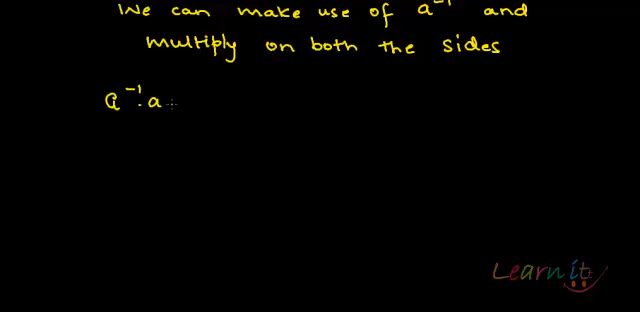 We can make use of a⁻¹ and
multiply on both the sides
a⁻¹. a
Learnit